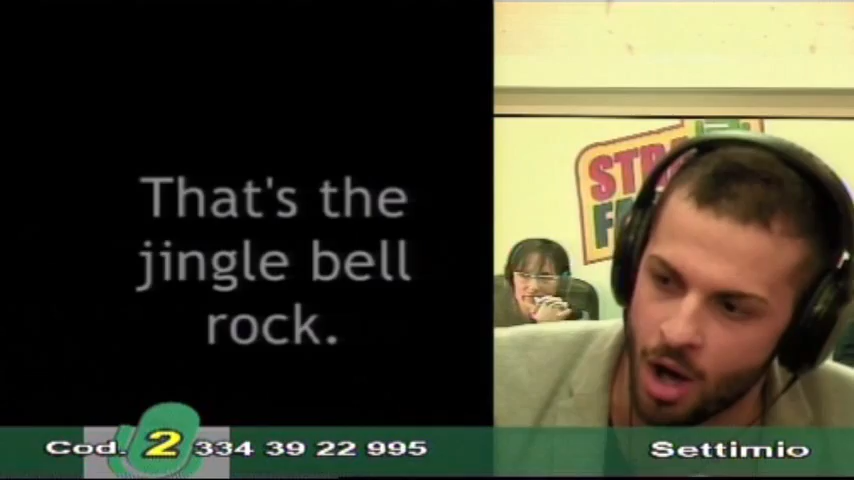 That's the
jingle bell
rock.
Cod. 2 334 39 22 995
Settimio